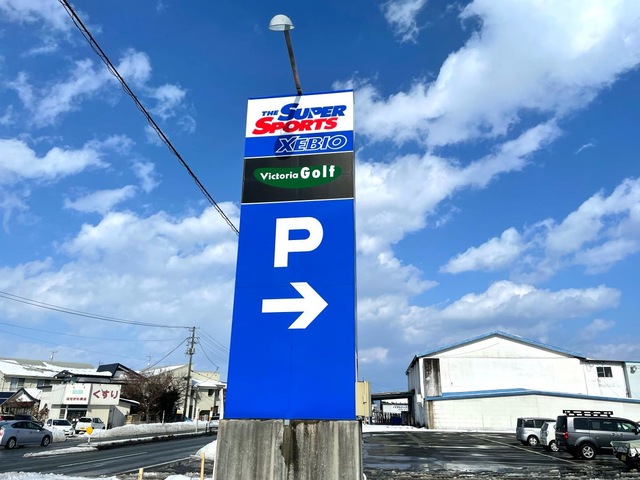 THE SUPER
SPORTS
XEBIO
Victoria Golf
P
くすり